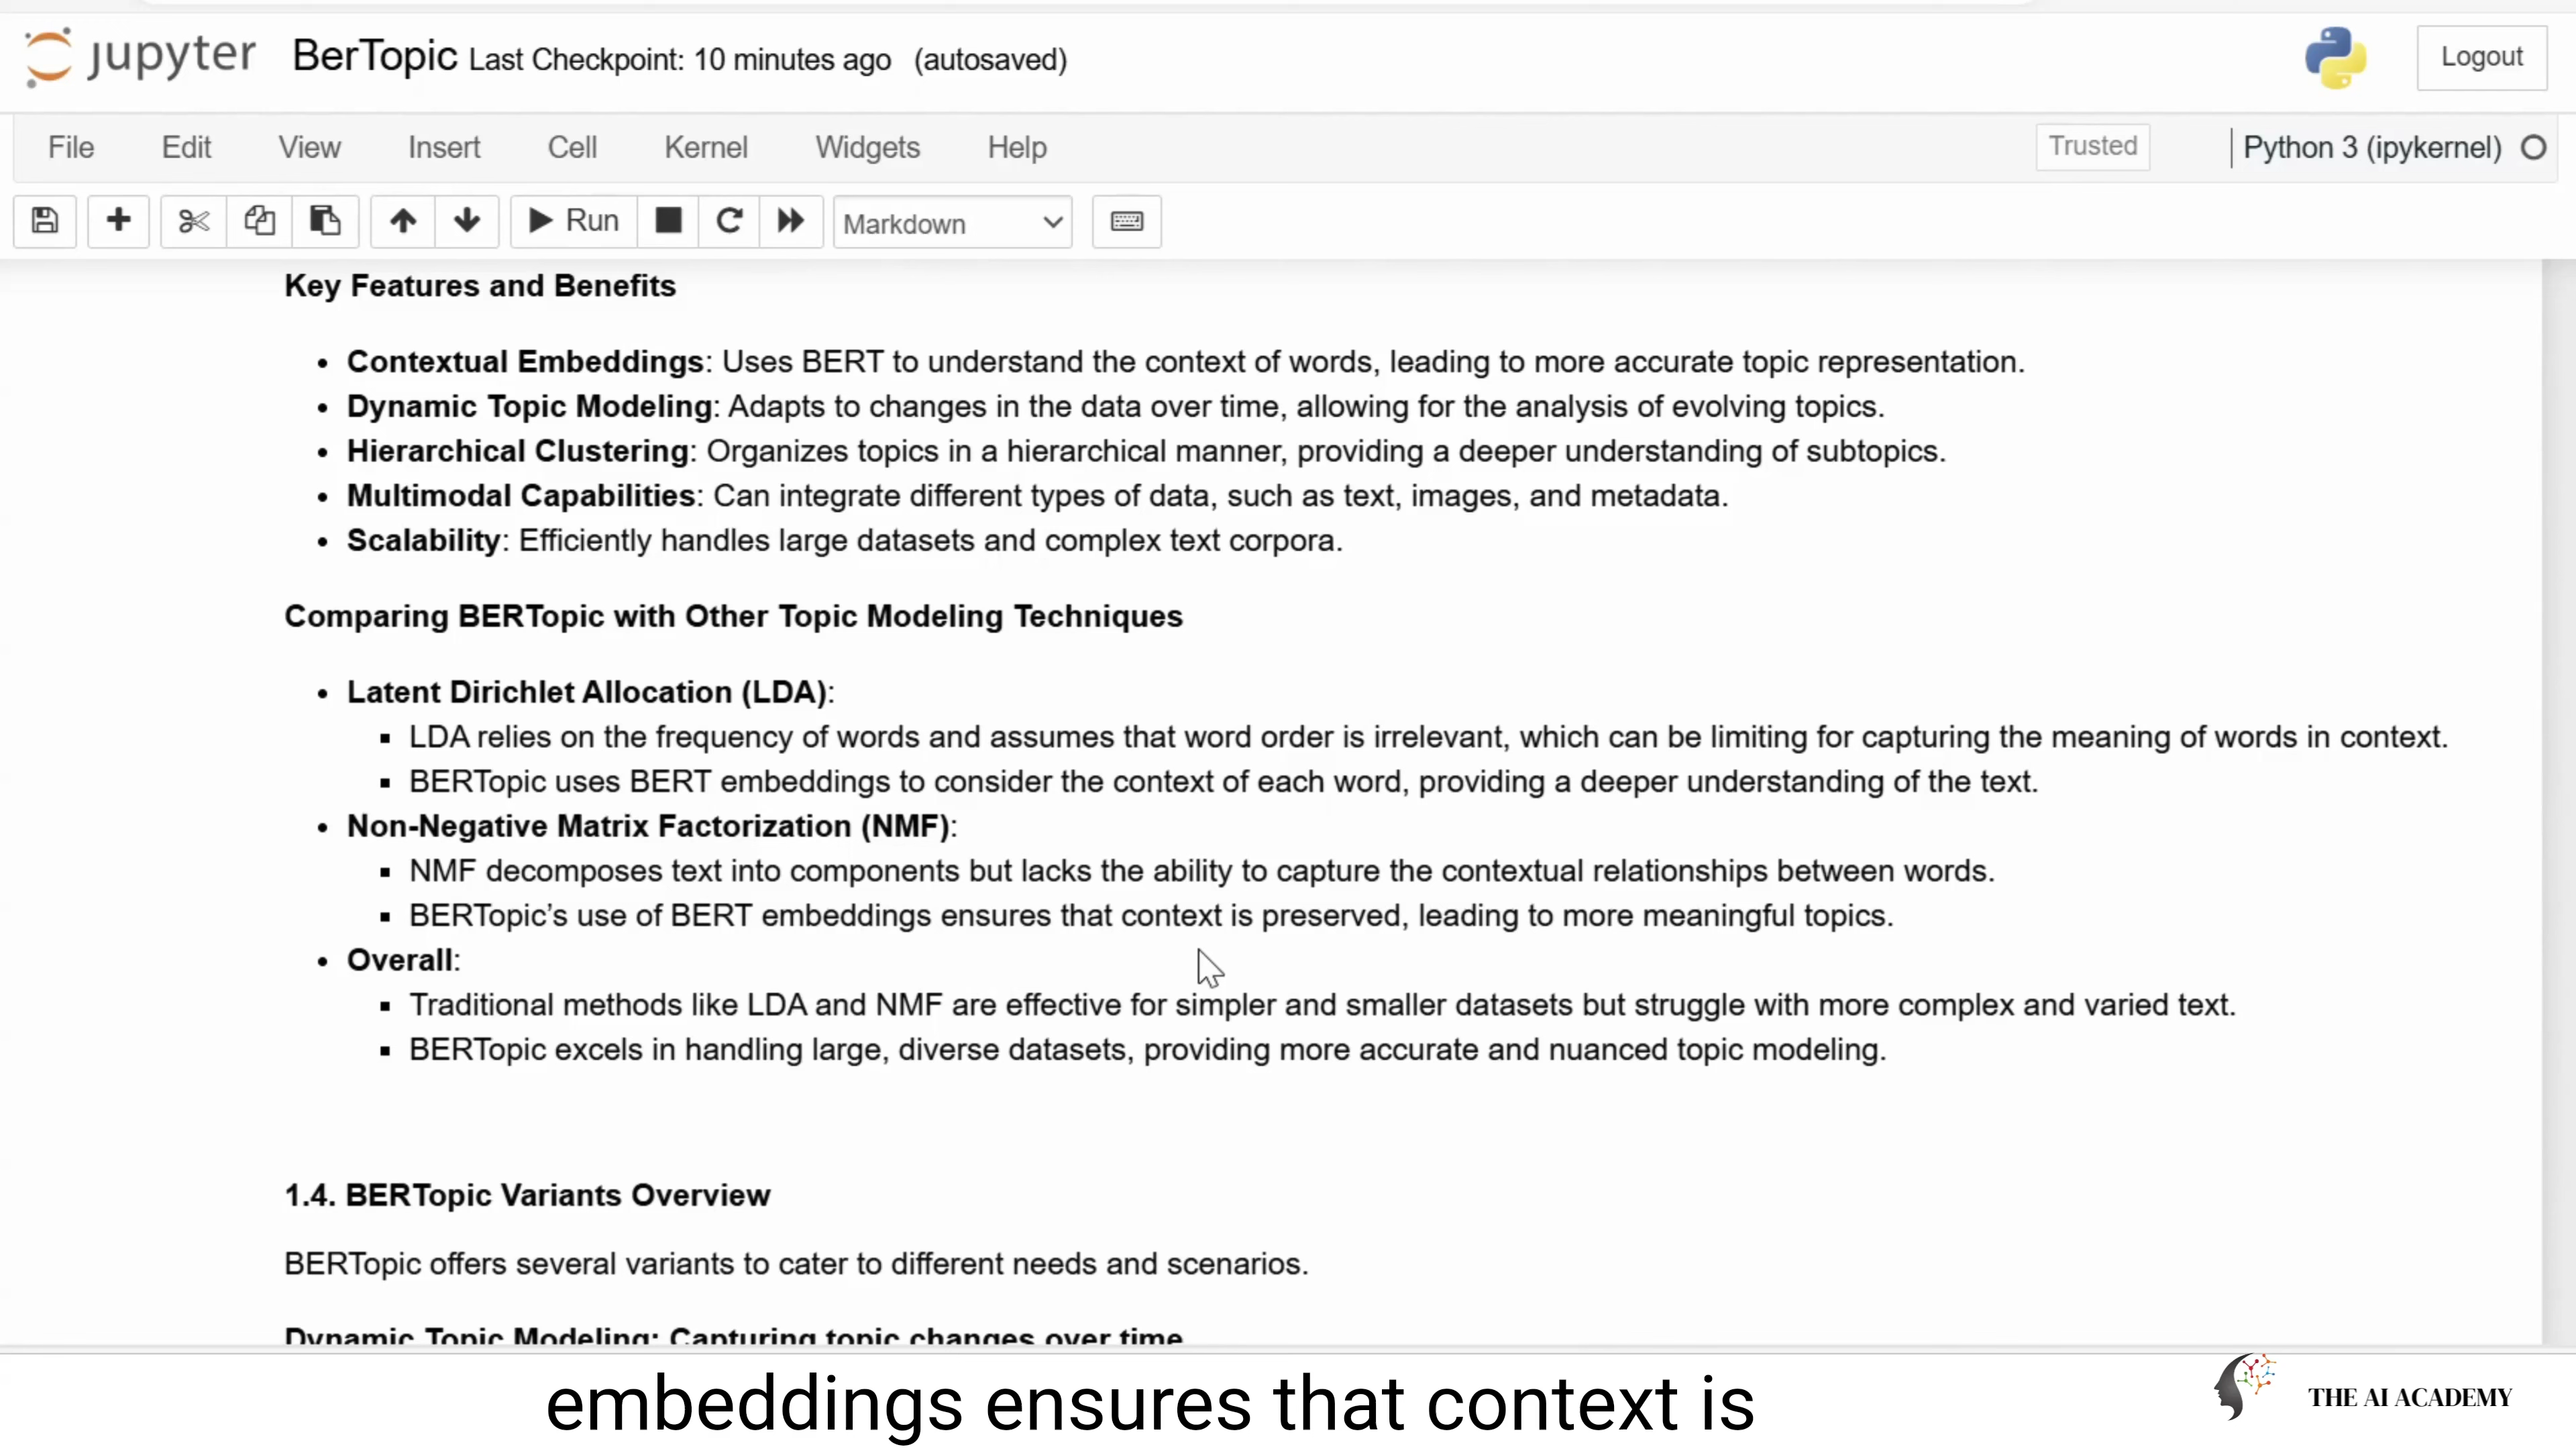 jupyter BerTopic Last Checkpoint: 10 minutes ago (autosaved) Logout
File Edit View Insert Cell Kernel Widgets Help Trusted Python 3 (ipykernel)
Run Markdown
Key Features and Benefits
• Contextual Embeddings: Uses BERT to understand the context of words, leading to more accurate topic representation.
• Dynamic Topic Modeling: Adapts to changes in the data over time, allowing for the analysis of evolving topics.
• Hierarchical Clustering: Organizes topics in a hierarchical manner, providing a deeper understanding of subtopics.
• Multimodal Capabilities: Can integrate different types of data, such as text, images, and metadata.
• Scalability: Efficiently handles large datasets and complex text corpora.
Comparing BERTopic with Other Topic Modeling Techniques
• Latent Dirichlet Allocation (LDA):
▪ LDA relies on the frequency of words and assumes that word order is irrelevant, which can be limiting for capturing the meaning of words in context.
▪ BERTopic uses BERT embeddings to consider the context of each word, providing a deeper understanding of the text.
• Non-Negative Matrix Factorization (NMF):
▪ NMF decomposes text into components but lacks the ability to capture the contextual relationships between words.
▪ BERTopic’s use of BERT embeddings ensures that context is preserved, leading to more meaningful topics.
• Overall:
▪ Traditional methods like LDA and NMF are effective for simpler and smaller datasets but struggle with more complex and varied text.
▪ BERTopic excels in handling large, diverse datasets, providing more accurate and nuanced topic modeling.
1.4. BERTopic Variants Overview
BERTopic offers several variants to cater to different needs and scenarios.
Dynamic Topic Modeling: Capturing topic changes over time
embeddings ensures that context is
THE AI ACADEMY